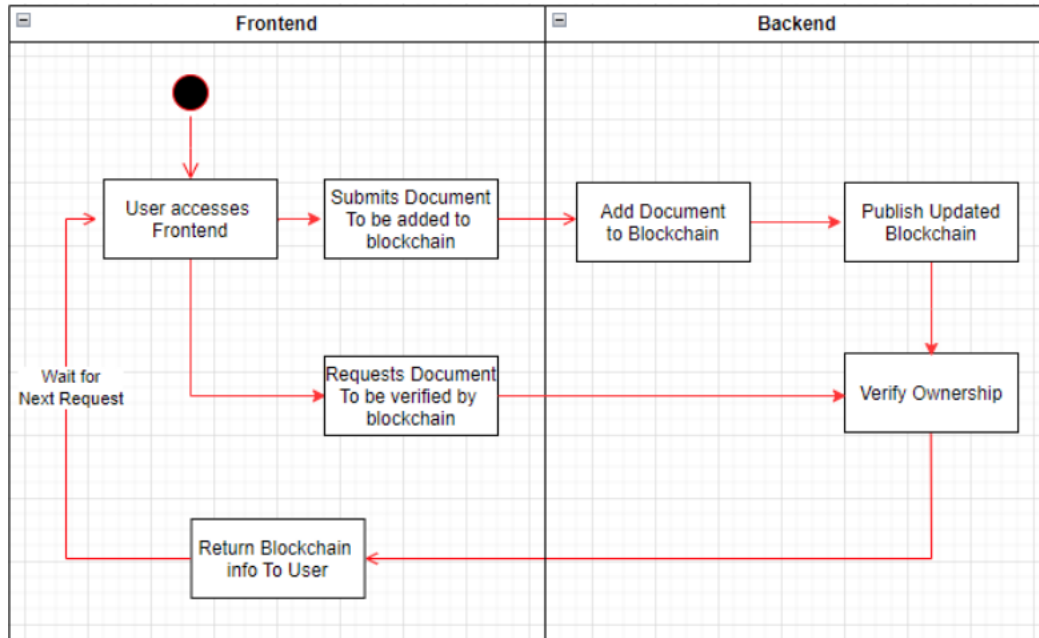 Frontend
Backend
User accesses
Frontend
Submits Document
To be added to
blockchain
Add Document
to Blockchain
Publish Updated
Blockchain
Wait for
Next Request
Requests Document
To be verified by
blockchain
Verify Ownership
Return Blockchain
info To User